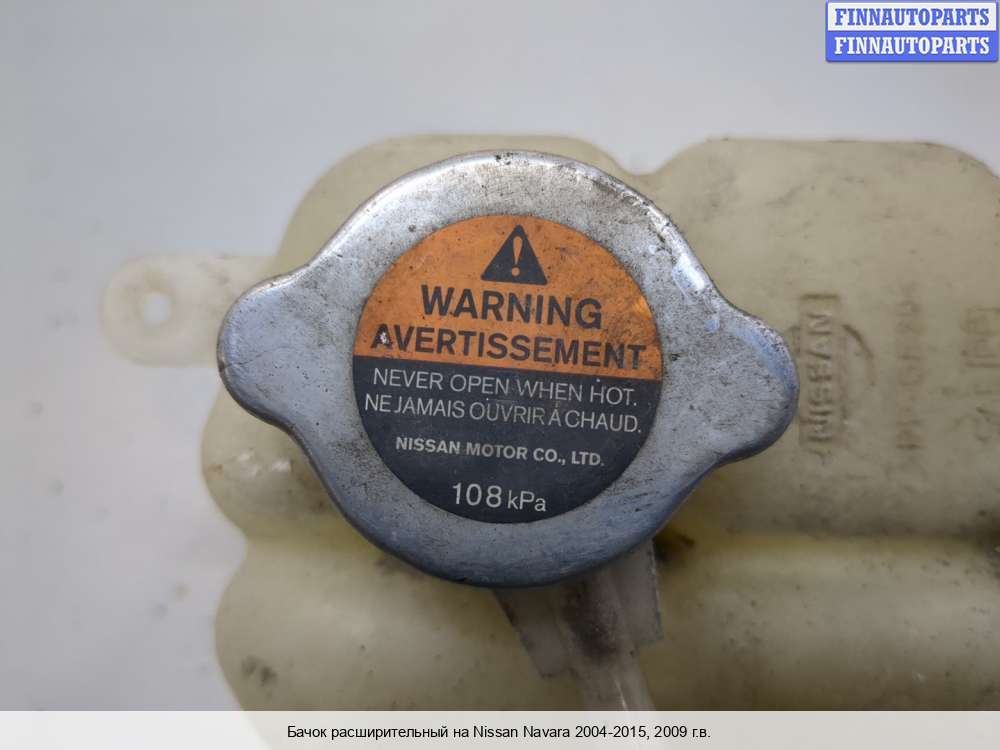 FINNAUTOPARTS
FINNAUTOPARTS
WARNING
AVERTISSEMENT
NEVER OPEN WHEN HOT.
NE JAMAIS OUVRIR À CHAUD.
NISSAN MOTOR CO., LTD.
108 kPa
NISSAN
Бачок расширительный на Nissan Navara 2004-2015, 2009 г.в.